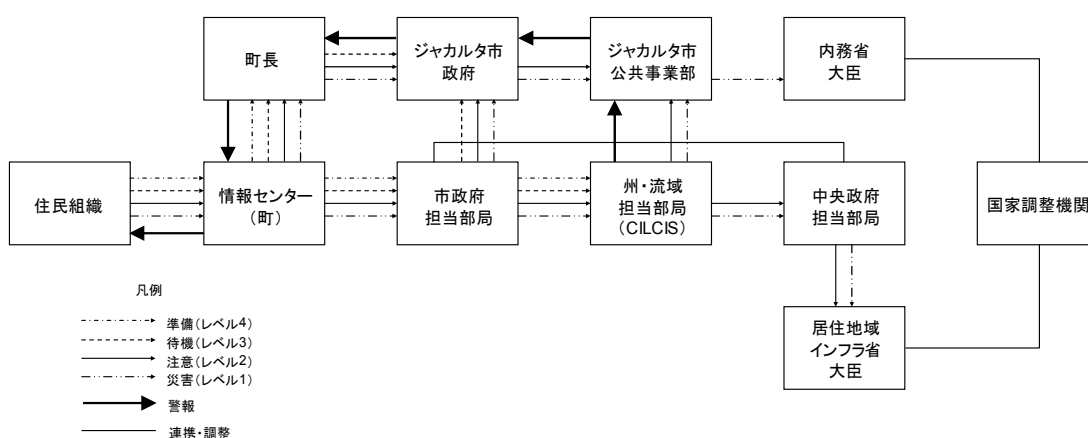 町長
ジャカルタ市
政府
ジャカルタ市
公共事業部
内務省
大臣
住民組織
情報センター
(町)
市政府
担当部局
州・流域
担当部局
(CILCIS)
中央政府
担当部局
国家調整機関
居住地域
インフラ省
大臣
凡例
準備(レベル4)
待機(レベル3)
注意(レベル2)
災害(レベル1)
警報
連携・調整